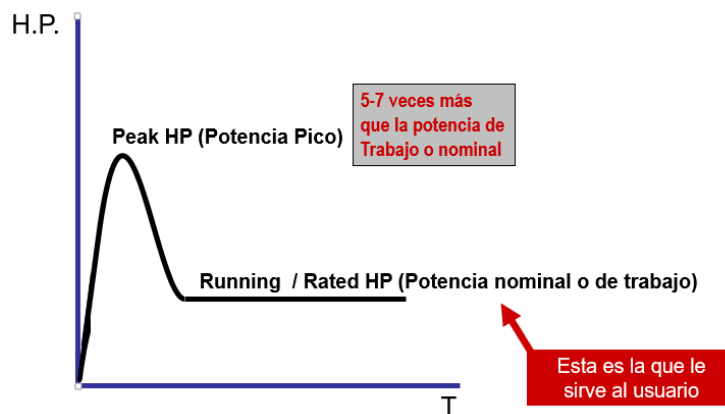 H.P.
5-7 veces más
que la potencia de
Trabajo o nominal
Peak HP (Potencia Pico)
Running / Rated HP (Potencia nominal o de trabajo)
Esta es la que le
sirve al usuario
T